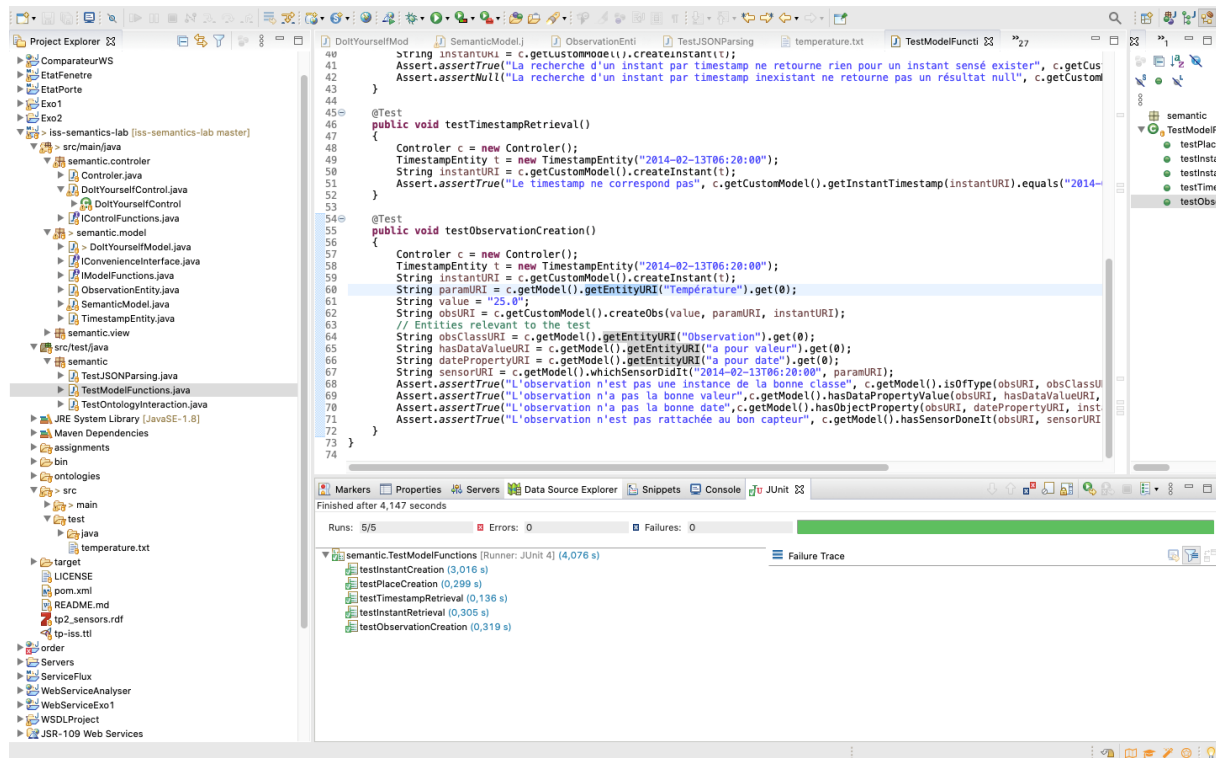 Project Explorer
ComparateurWS
EtatFenetre
EtatPorte
Exo1
Exo2
> iss-semantics-lab [iss-semantics-lab master]
> src/main/java
semantic.controler
Controler.java
DoItYourselfControl.java
DoItYourselfControl
IControlFunctions.java
> semantic.model
> DoItYourselfModel.java
IConvenienceInterface.java
IModelFunctions.java
ObservationEntity.java
SemanticModel.java
TimestampEntity.java
semantic.view
src/test/java
semantic
TestJSONParsing.java
TestModelFunctions.java
TestOntologyInteraction.java
JRE System Library [JavaSE-1.8]
Maven Dependencies
assignments
bin
ontologies
> src
> main
test
java
temperature.txt
target
LICENSE
pom.xml
README.md
tp2_sensors.rdf
tp-iss.ttl
order
Servers
ServiceFlux
WebServiceAnalyser
WebServiceExo1
WSDLProject
JSR-109 Web Services
DoItYourselfMod SemanticModel.j ObservationEnti TestJSONParsing temperature.txt TestModelFuncti »27
40 String instantURI = c.getCustomModel().createInstant(t);
41 Assert.assertTrue("La recherche d'un instant par timestamp ne retourne rien pour un instant sensé exister", c.getCus
42 Assert.assertNull("La recherche d'un instant par timestamp inexistant ne retourne pas un résultat null", c.getCustom
43 }
44
45 @Test
46 public void testTimestampRetrieval()
47 {
48 Controler c = new Controler();
49 TimestampEntity t = new TimestampEntity("2014-02-13T06:20:00");
50 String instantURI = c.getCustomModel().createInstant(t);
51 Assert.assertTrue("Le timestamp ne correspond pas", c.getCustomModel().getInstantTimestamp(instantURI).equals("2014-
52 }
53
54 @Test
55 public void testObservationCreation()
56 {
57 Controler c = new Controler();
58 TimestampEntity t = new TimestampEntity("2014-02-13T06:20:00");
59 String instantURI = c.getCustomModel().createInstant(t);
60 String paramURI = c.getModel().getEntityURI("Température").get(0);
61 String value = "25.0";
62 String obsURI = c.getCustomModel().createObs(value, paramURI, instantURI);
63 // Entities relevant to the test
64 String obsClassURI = c.getModel().getEntityURI("Observation").get(0);
65 String hasDataValueURI = c.getModel().getEntityURI("a pour valeur").get(0);
66 String datePropertyURI = c.getModel().getEntityURI("a pour date").get(0);
67 String sensorURI = c.getModel().whichSensorDidIt("2014-02-13T06:20:00", paramURI);
68 Assert.assertTrue("L'observation n'est pas une instance de la bonne classe", c.getModel().isOfType(obsURI, obsClassU
69 Assert.assertTrue("L'observation n'a pas la bonne valeur",c.getModel().hasDataPropertyValue(obsURI, hasDataValueURI,
70 Assert.assertTrue("L'observation n'a pas la bonne date",c.getModel().hasObjectProperty(obsURI, datePropertyURI, inst
71 Assert.assertTrue("L'observation n'est pas rattachée au bon capteur", c.getModel().hasSensorDoneIt(obsURI, sensorURI
72 }
73 }
74
»1
semantic
TestModelF
testPlac
testInsta
testInsta
testTime
testObse
Markers Properties Servers Data Source Explorer Snippets Console JUnit
Finished after 4,147 seconds
Runs: 5/5 Errors: 0 Failures: 0
semantic.TestModelFunctions [Runner: JUnit 4] (4,076 s)
testInstantCreation (3,016 s)
testPlaceCreation (0,299 s)
testTimestampRetrieval (0,136 s)
testInstantRetrieval (0,305 s)
testObservationCreation (0,319 s)
Failure Trace